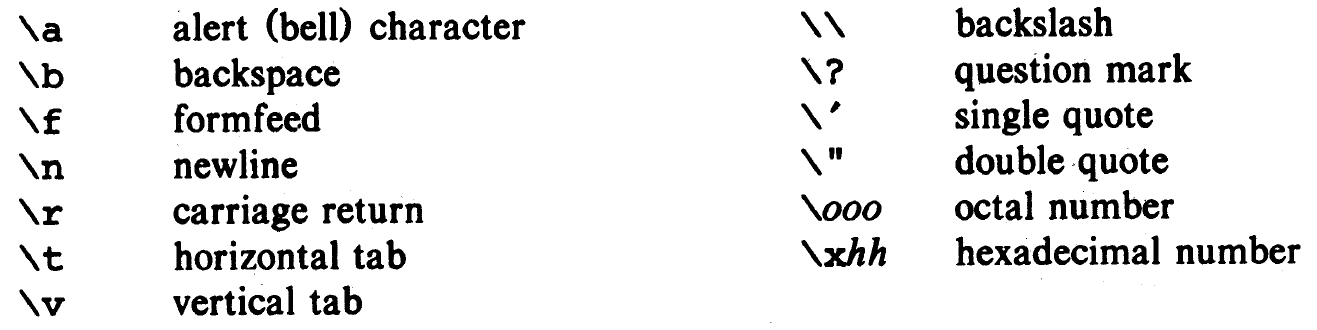 \a alert (bell) character \\ backslash
\b backspace \? question mark
\f formfeed \' single quote
\n newline \" double quote
\r carriage return \ooo octal number
\t horizontal tab \xhh hexadecimal number
\v vertical tab